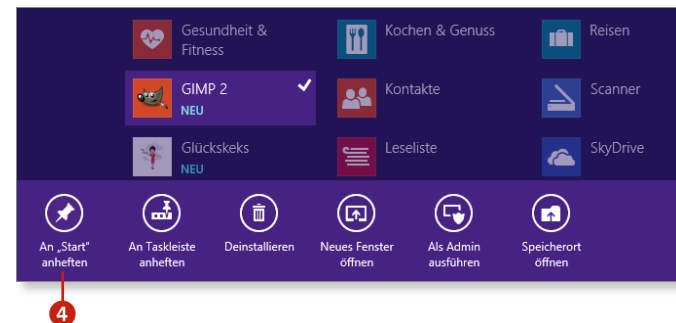 Gesundheit &
Fitness
Kochen & Genuss
Reisen
GIMP 2
NEU
Kontakte
Scanner
Glückskeks
NEU
Leseliste
SkyDrive
An „Start“
anheften
An Taskleiste
anheften
Deinstallieren
Neues Fenster
öffnen
Als Admin
ausführen
Speicherort
öffnen
4